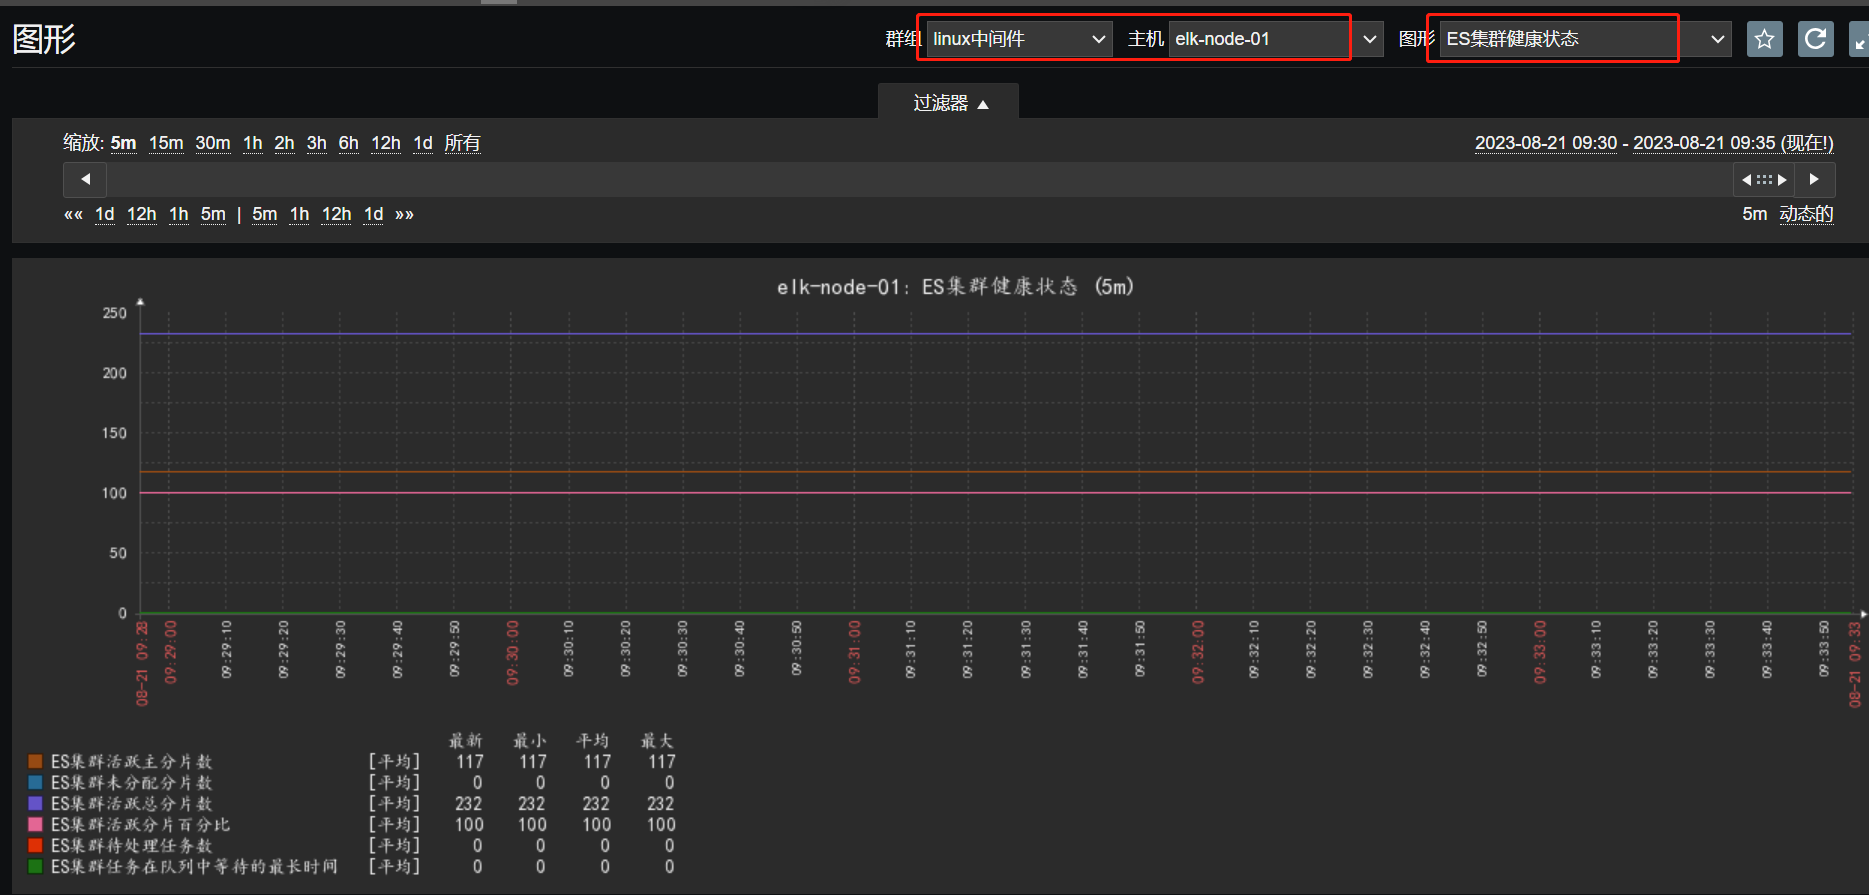 图形
群组 linux中间件 主机 elk-node-01 图形 ES集群健康状态
过滤器 ▲
缩放: 5m 15m 30m 1h 2h 3h 6h 12h 1d 所有
2023-08-21 09:30 - 2023-08-21 09:35 (现在!)
«« 1d 12h 1h 5m | 5m 1h 12h 1d »»
5m 动态的
elk-node-01: ES集群健康状态 (5m)
250
200
150
100
50
0
08-21 09:28
09:29:00
09:29:10
09:29:20
09:29:30
09:29:40
09:29:50
09:30:00
09:30:10
09:30:20
09:30:30
09:30:40
09:30:50
09:31:00
09:31:10
09:31:20
09:31:30
09:31:40
09:31:50
09:32:00
09:32:10
09:32:20
09:32:30
09:32:40
09:32:50
09:33:00
09:33:10
09:33:20
09:33:30
09:33:40
09:33:50
08-21 09:33
最新 最小 平均 最大
ES集群活跃主分片数 [平均] 117 117 117 117
ES集群未分配分片数 [平均] 0 0 0 0
ES集群活跃总分片数 [平均] 232 232 232 232
ES集群活跃分片百分比 [平均] 100 100 100 100
ES集群待处理任务数 [平均] 0 0 0 0
ES集群任务在队列中等待的最长时间 [平均] 0 0 0 0